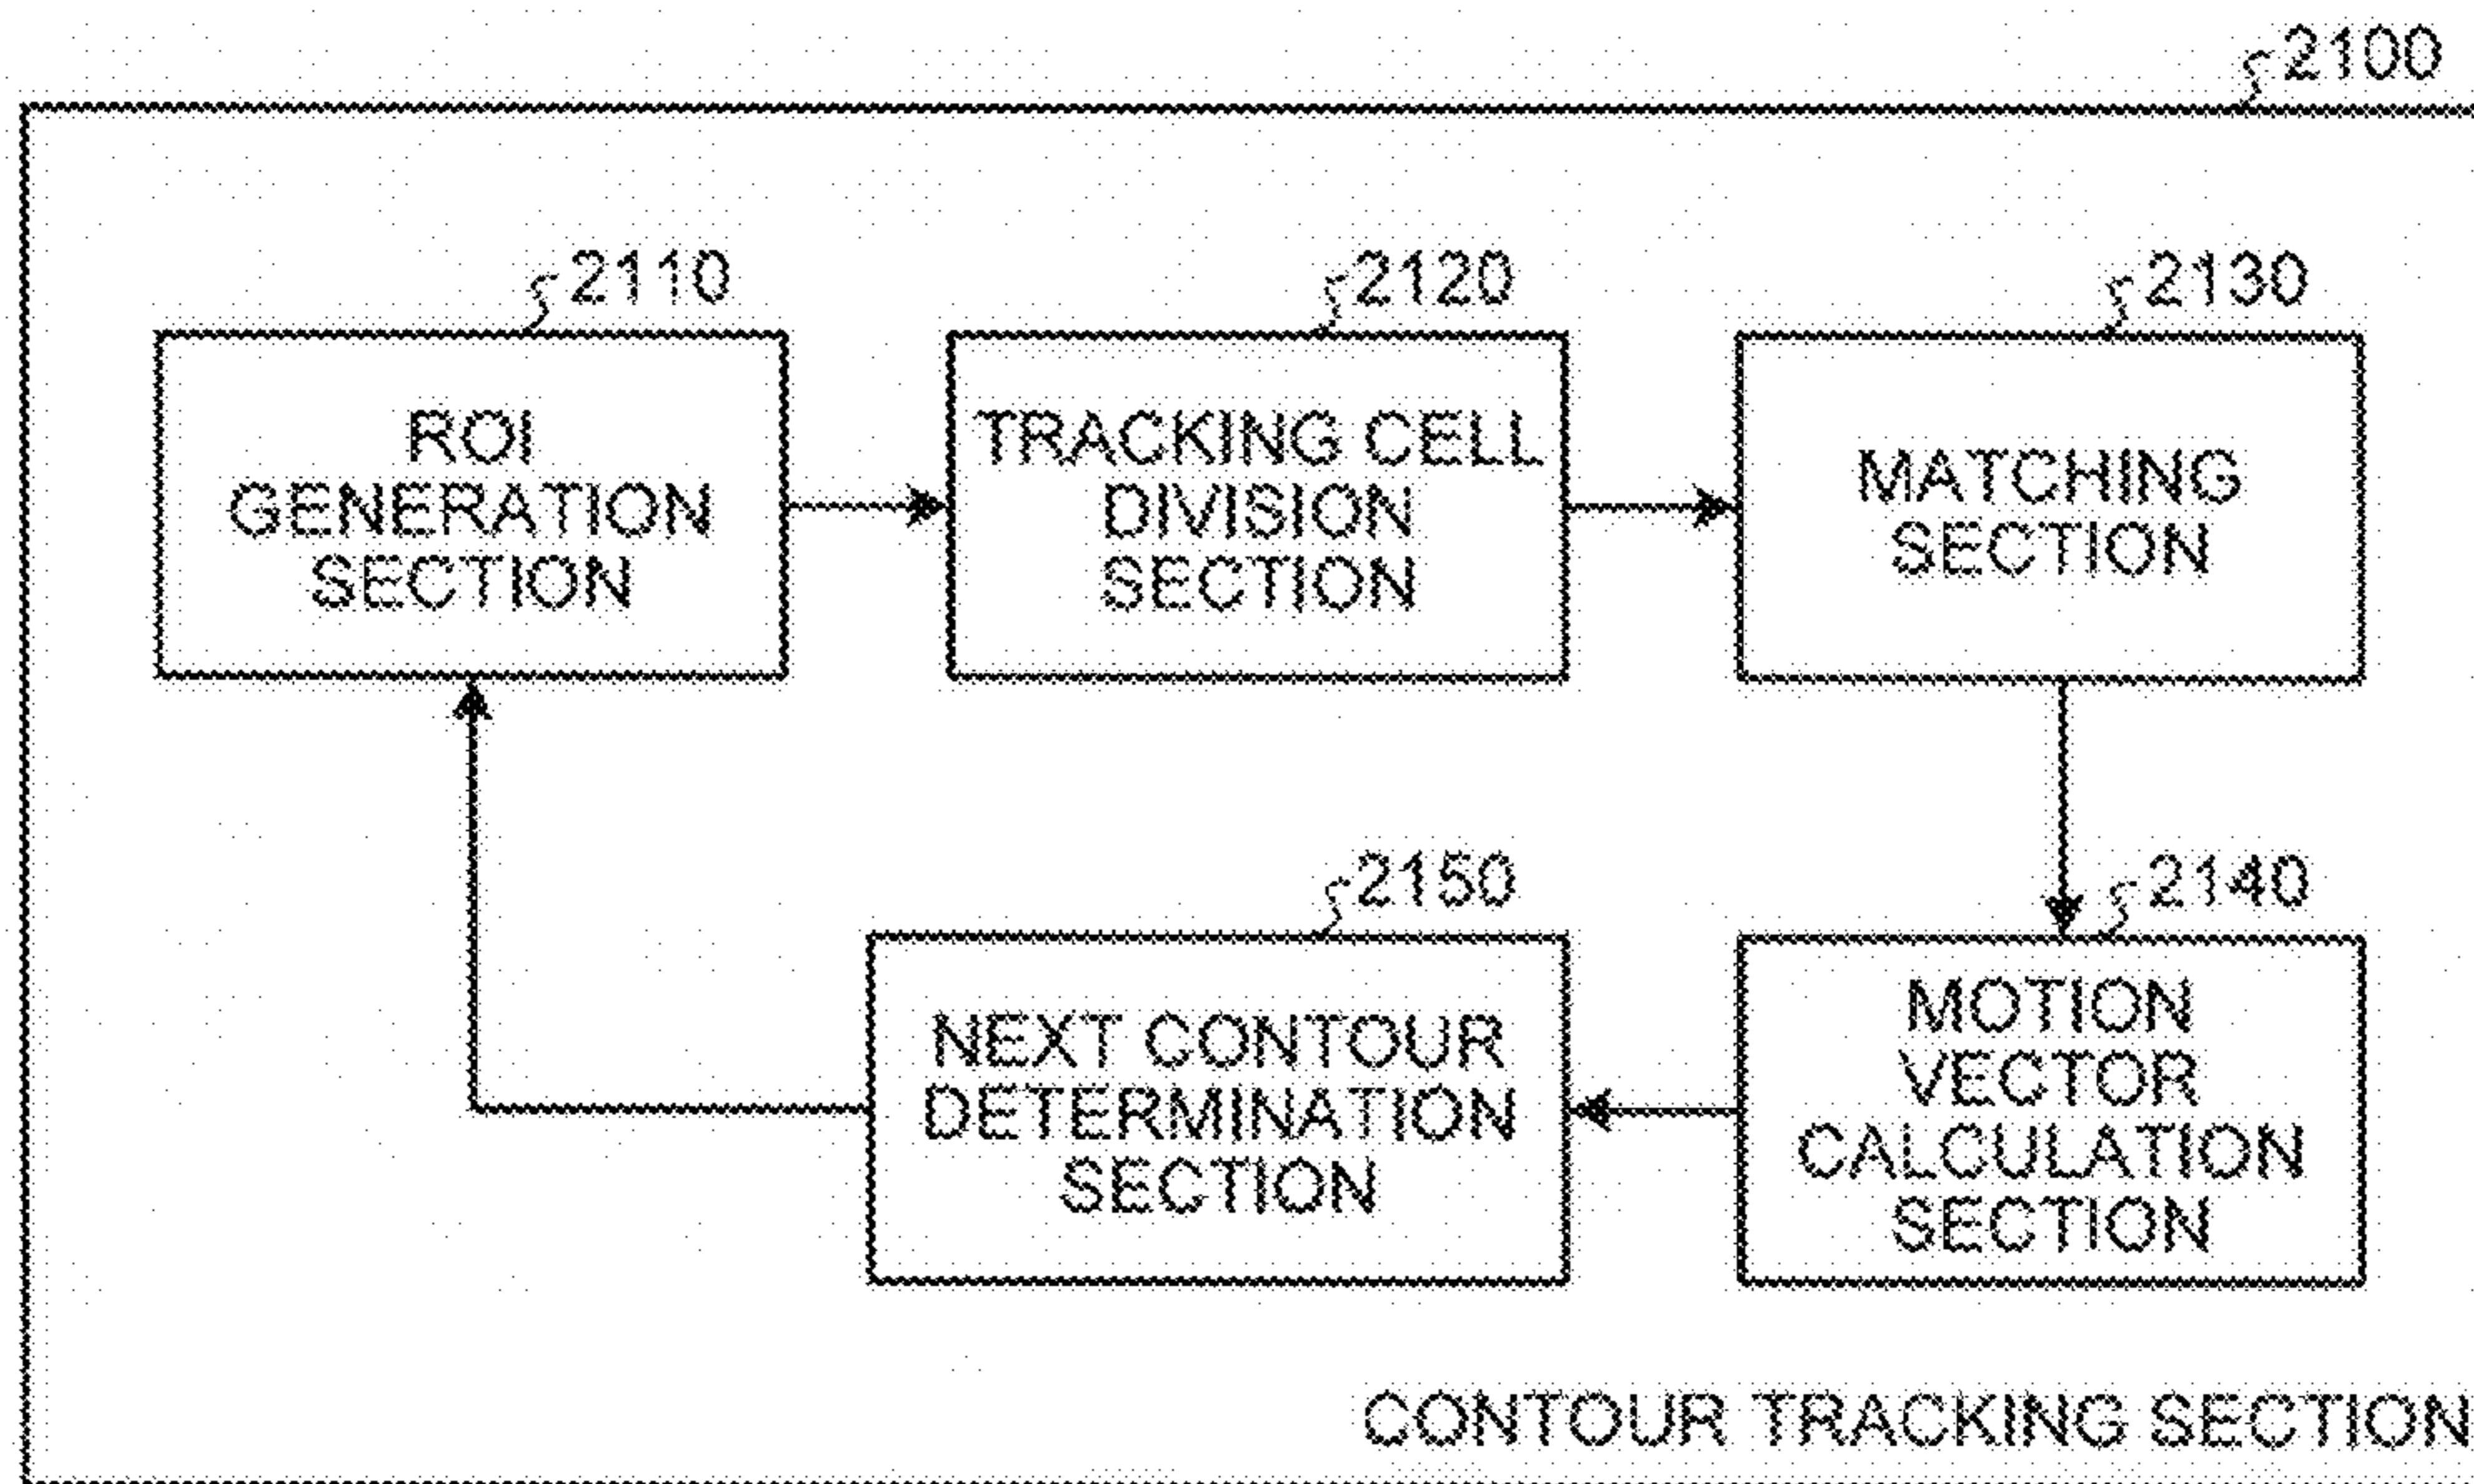 2100
2110
ROI
GENERATION
SECTION
2120
TRACKING CELL
DIVISION
SECTION
2130
MATCHING
SECTION
2150
NEXT CONTOUR
DETERMINATION
SECTION
2140
MOTION
VECTOR
CALCULATION
SECTION
CONTOUR TRACKING SECTION